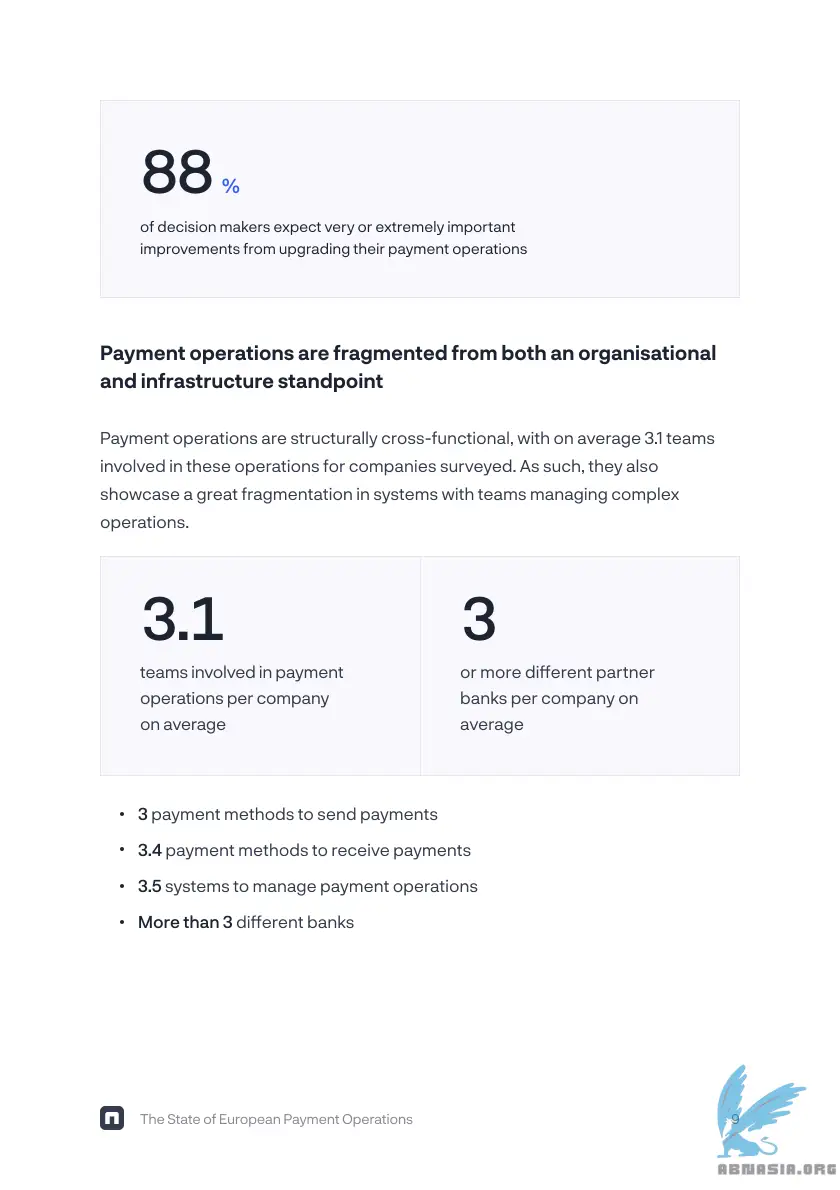 88 %
of decision makers expect very or extremely important
improvements from upgrading their payment operations
Payment operations are fragmented from both an organisational
and infrastructure standpoint
Payment operations are structurally cross-functional, with on average 3.1 teams
involved in these operations for companies surveyed. As such, they also
showcase a great fragmentation in systems with teams managing complex
operations.
3.1
teams involved in payment
operations per company
on average
3
or more different partner
banks per company on
average
• 3 payment methods to send payments
• 3.4 payment methods to receive payments
• 3.5 systems to manage payment operations
• More than 3 different banks
The State of European Payment Operations
9
ABMASIA.ORG